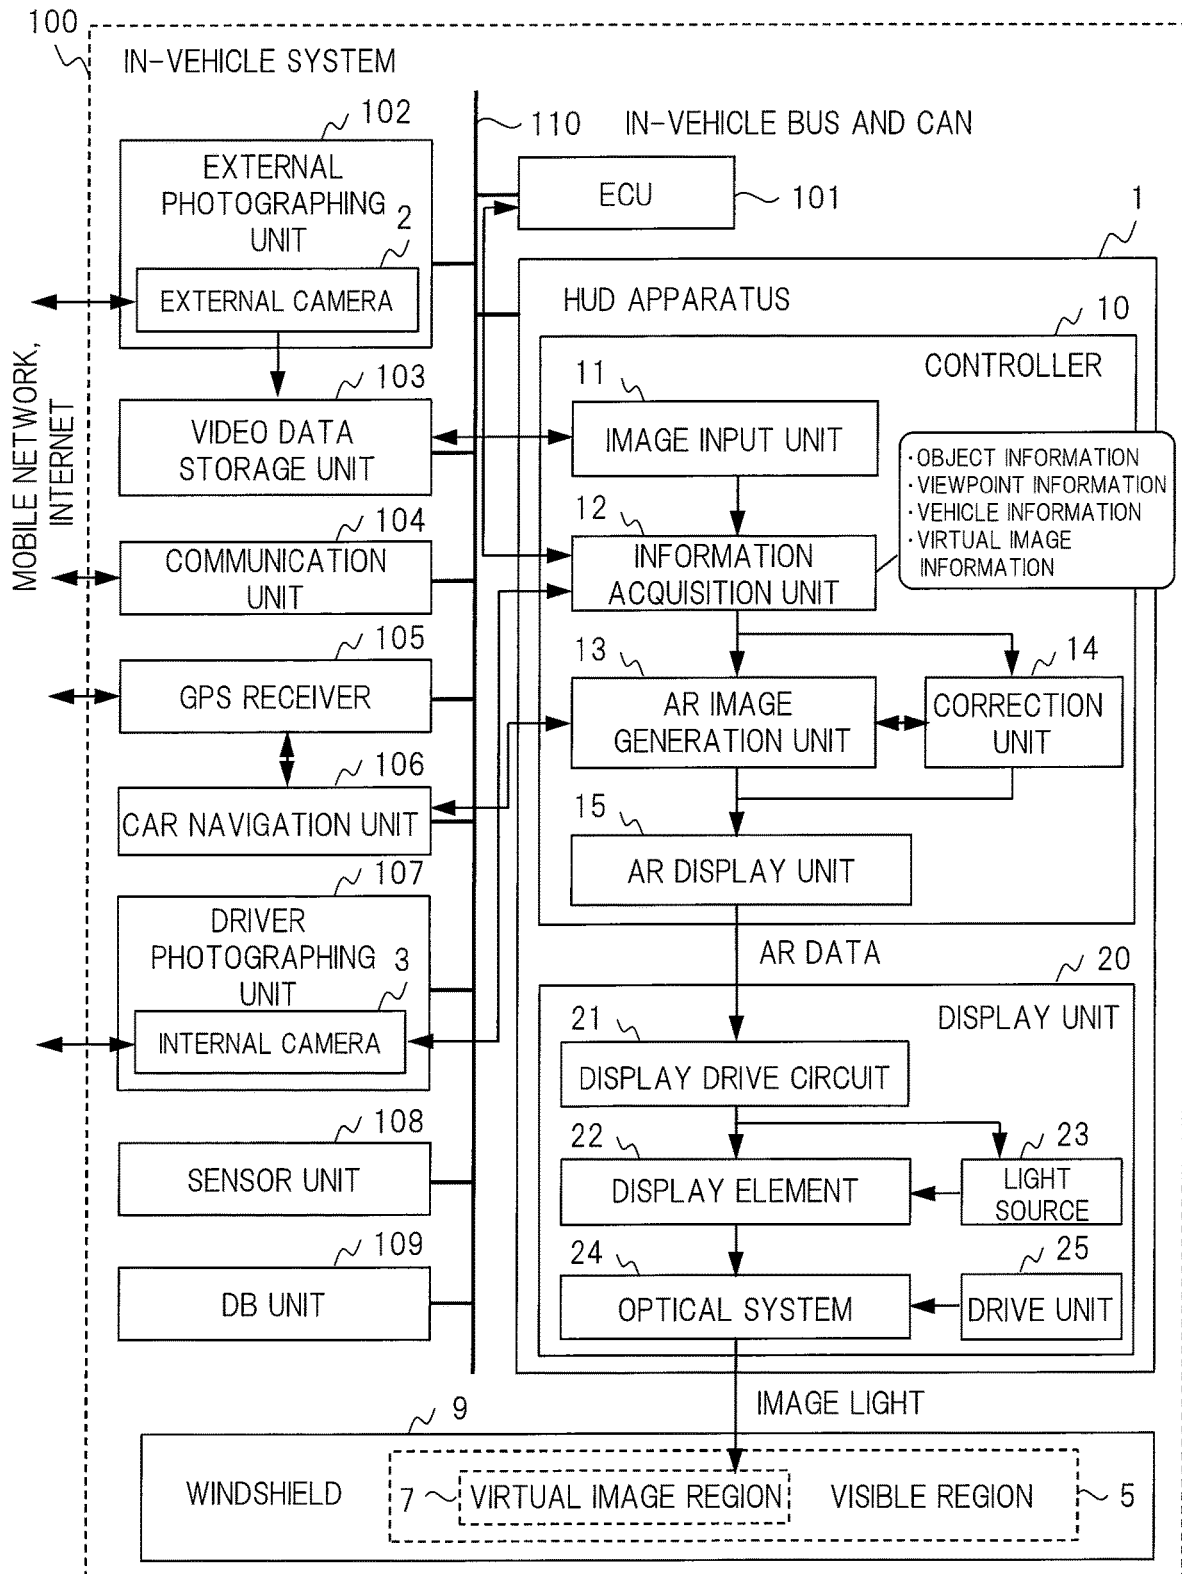 100
IN-VEHICLE SYSTEM
102
EXTERNAL
PHOTOGRAPHING
UNIT
2
EXTERNAL CAMERA
110
IN-VEHICLE BUS AND CAN
ECU
101
1
HUD APPARATUS
10
CONTROLLER
MOBILE NETWORK,
INTERNET
103
VIDEO DATA
STORAGE UNIT
11
IMAGE INPUT UNIT
・OBJECT INFORMATION
・VIEWPOINT INFORMATION
・VEHICLE INFORMATION
・VIRTUAL IMAGE
INFORMATION
104
COMMUNICATION
UNIT
12
INFORMATION
ACQUISITION UNIT
105
GPS RECEIVER
13
AR IMAGE
GENERATION UNIT
14
CORRECTION
UNIT
106
CAR NAVIGATION UNIT
15
AR DISPLAY UNIT
107
DRIVER
PHOTOGRAPHING
UNIT
3
INTERNAL CAMERA
AR DATA
20
DISPLAY UNIT
21
DISPLAY DRIVE CIRCUIT
108
SENSOR UNIT
22
DISPLAY ELEMENT
23
LIGHT
SOURCE
109
DB UNIT
24
OPTICAL SYSTEM
25
DRIVE UNIT
IMAGE LIGHT
9
WINDSHIELD
7
VIRTUAL IMAGE REGION
VISIBLE REGION
5